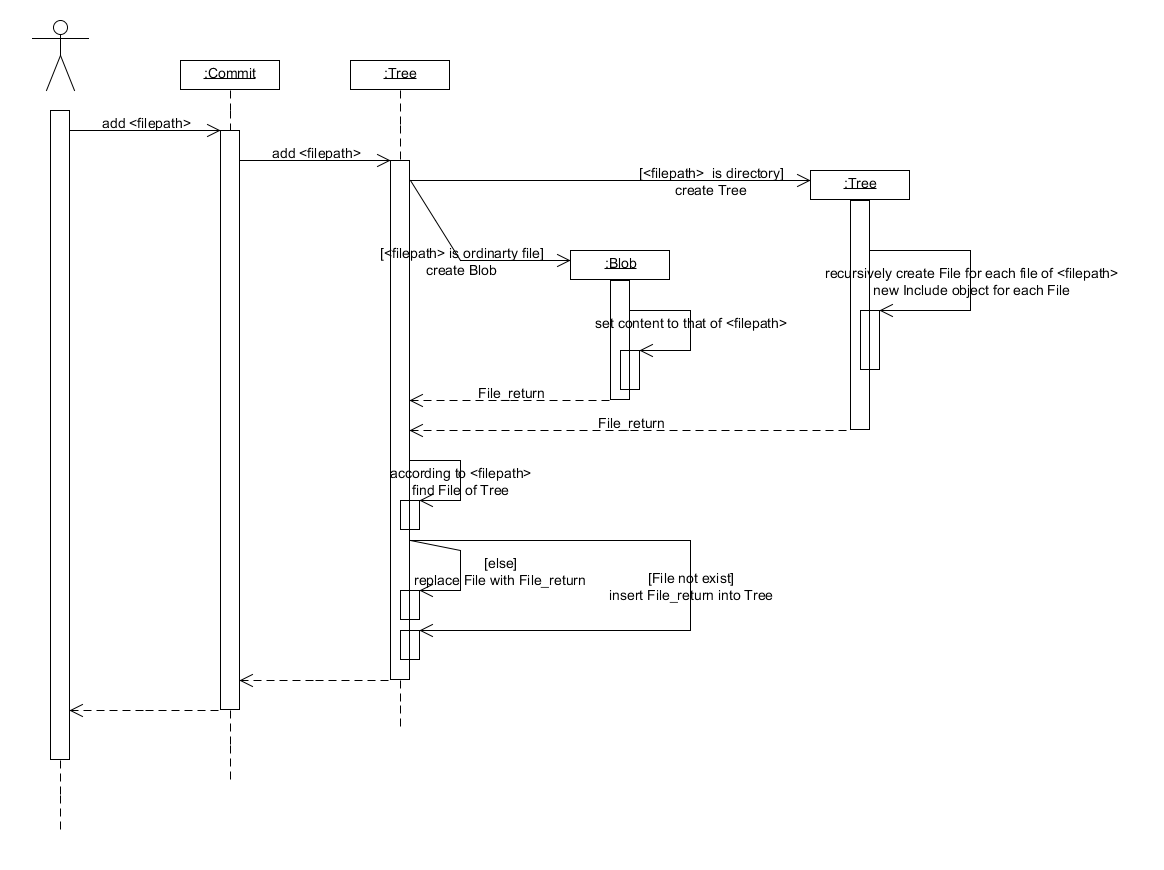 :Commit
:Tree
add <filepath>
add <filepath>
[<filepath>  is directory]
create Tree
:Tree
[<filepath> is ordinarty file]
create Blob
:Blob
recursively create File for each file of <filepath>
new Include object for each File
set content to that of <filepath>
File_return
File_return
according to <filepath>
find File of Tree
[else]
replace File with File_return
[File not exist]
insert File_return into Tree